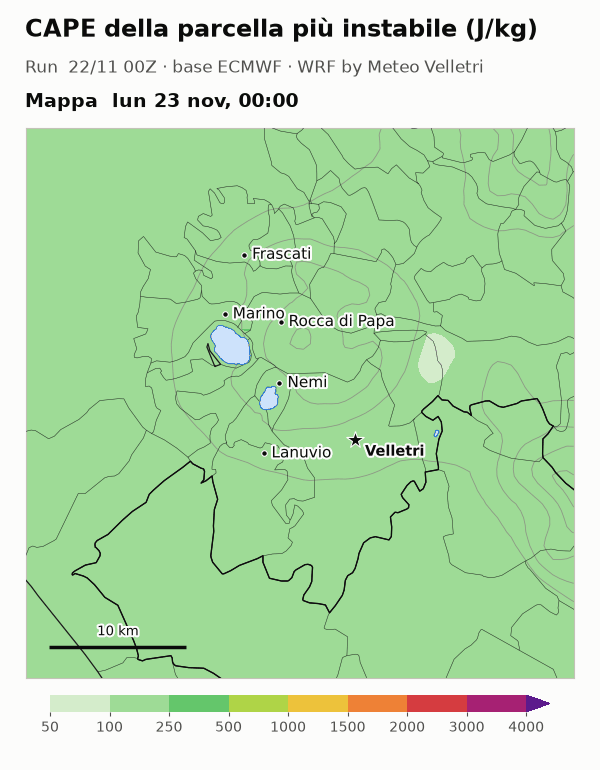 CAPE della parcella più instabile (J/kg)
Run  22/11 00Z · base ECMWF · WRF by Meteo Velletri
Mappa  lun 23 nov, 00:00
Frascati
Marino
Rocca di Papa
Nemi
Velletri
Lanuvio
10 km
50 100 250 500 1000 1500 2000 3000 4000